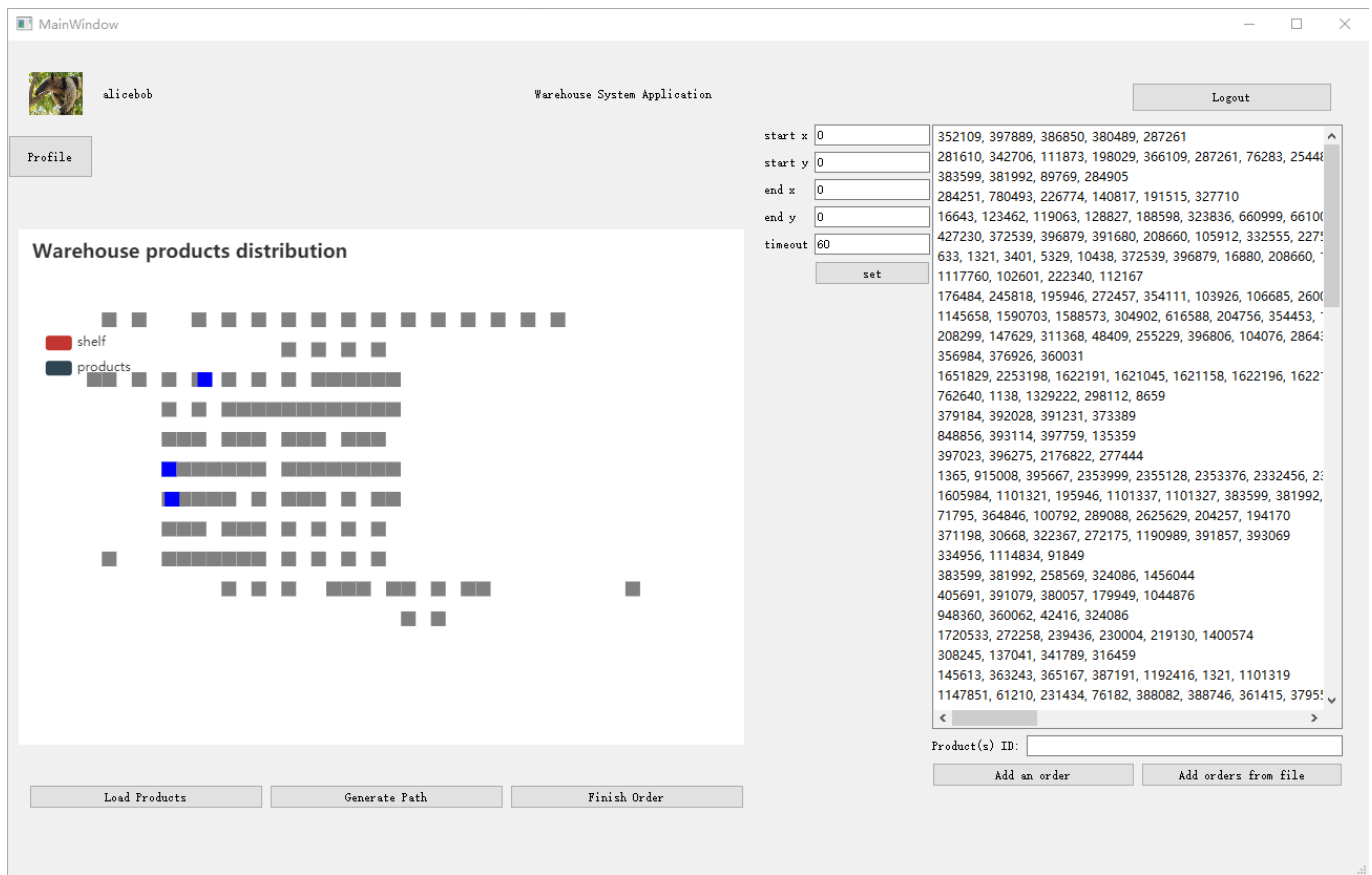 MainWindow
alicebob
Warehouse System Application
Logout
Profile
start x 0
start y 0
end x 0
end y 0
timeout 60
set
Warehouse products distribution
shelf
products
352109, 397889, 386850, 380489, 287261
281610, 342706, 111873, 198029, 366109, 287261, 76283, 25448
383599, 381992, 89769, 284905
284251, 780493, 226774, 140817, 191515, 327710
16643, 123462, 119063, 128827, 188598, 323836, 660999, 66100
427230, 372539, 396879, 391680, 208660, 105912, 332555, 227
633, 1321, 3401, 5329, 10438, 372539, 396879, 16880, 208660,
1117760, 102601, 222340, 112167
176484, 245818, 195946, 272457, 354111, 103926, 106685, 2600
1145658, 1590703, 1588573, 304902, 616588, 204756, 354453,
208299, 147629, 311368, 48409, 255229, 396806, 104076, 2864
356984, 376926, 360031
1651829, 2253198, 1622191, 1621045, 1621158, 1622196, 1622
762640, 1138, 1329222, 298112, 8659
379184, 392028, 391231, 373389
848856, 393114, 397759, 135359
397023, 396275, 2176822, 277444
1365, 915008, 395667, 2353999, 2355128, 2353376, 2332456, 2
1605984, 1101321, 195946, 1101337, 1101327, 383599, 381992,
71795, 364846, 100792, 289088, 2625629, 204257, 194170
371198, 30668, 322367, 272175, 1190989, 391857, 393069
334956, 1114834, 91849
383599, 381992, 258569, 324086, 1456044
405691, 391079, 380057, 179949, 1044876
948360, 360062, 42416, 324086
1720533, 272258, 239436, 230004, 219130, 1400574
308245, 137041, 341789, 316459
145613, 363243, 365167, 387191, 1192416, 1321, 1101319
1147851, 61210, 231434, 76182, 388082, 388746, 361415, 3795
Product(s) ID:
Add an order
Add orders from file
Load Products
Generate Path
Finish Order